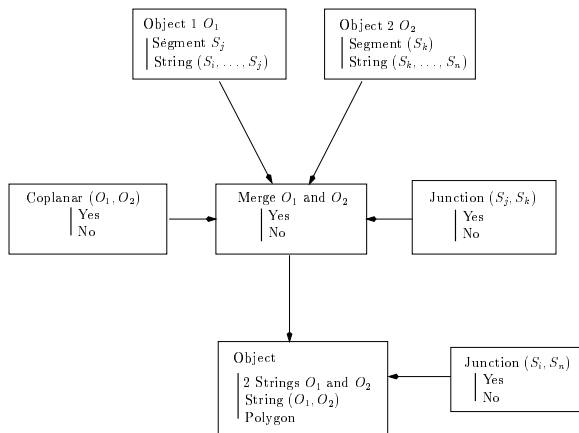 Object 1 O₁
Ségment Sⱼ
String (Sᵢ, . . . , Sⱼ)
Object 2 O₂
Segment (Sₖ)
String (Sₖ, . . . , Sₙ)
Coplanar (O₁, O₂)
Yes
No
Merge O₁ and O₂
Yes
No
Junction (Sⱼ, Sₖ)
Yes
No
Object
2 Strings O₁ and O₂
String (O₁, O₂)
Polygon
Junction (Sᵢ, Sₙ)
Yes
No